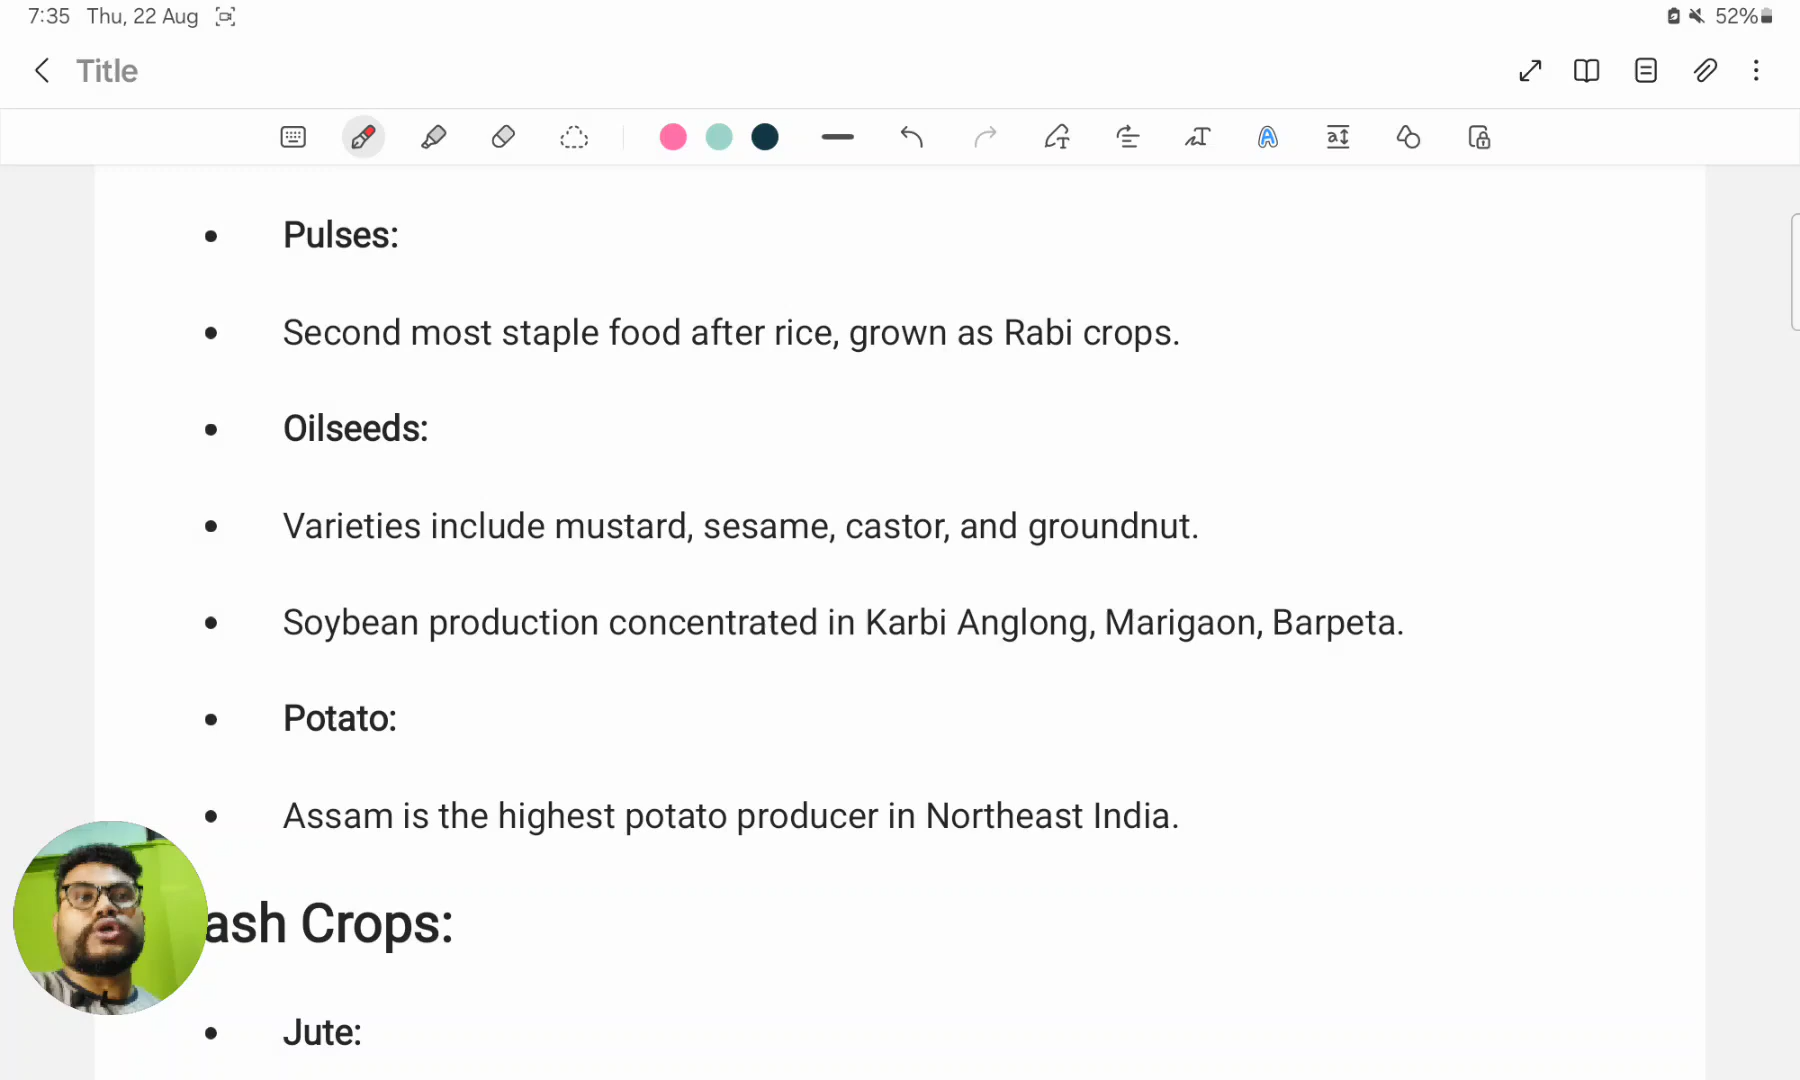 7:35 Thu, 22 Aug 52%
Title
• Pulses:
• Second most staple food after rice, grown as Rabi crops.
• Oilseeds:
• Varieties include mustard, sesame, castor, and groundnut.
• Soybean production concentrated in Karbi Anglong, Marigaon, Barpeta.
• Potato:
• Assam is the highest potato producer in Northeast India.
ash Crops:
• Jute: